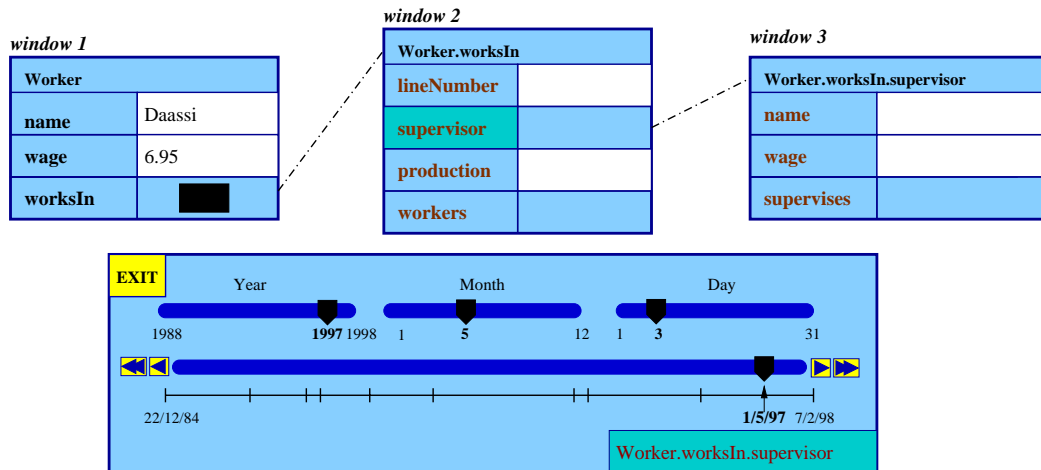 window 1
Worker
name Daassi
wage 6.95
worksIn
window 2
Worker.worksIn
lineNumber
supervisor
production
workers
window 3
Worker.worksIn.supervisor
name
wage
supervises
EXIT
Year Month Day
1988 1997 1998 1 5 12 1 3 31
22/12/84 1/5/97 7/2/98
Worker.worksIn.supervisor